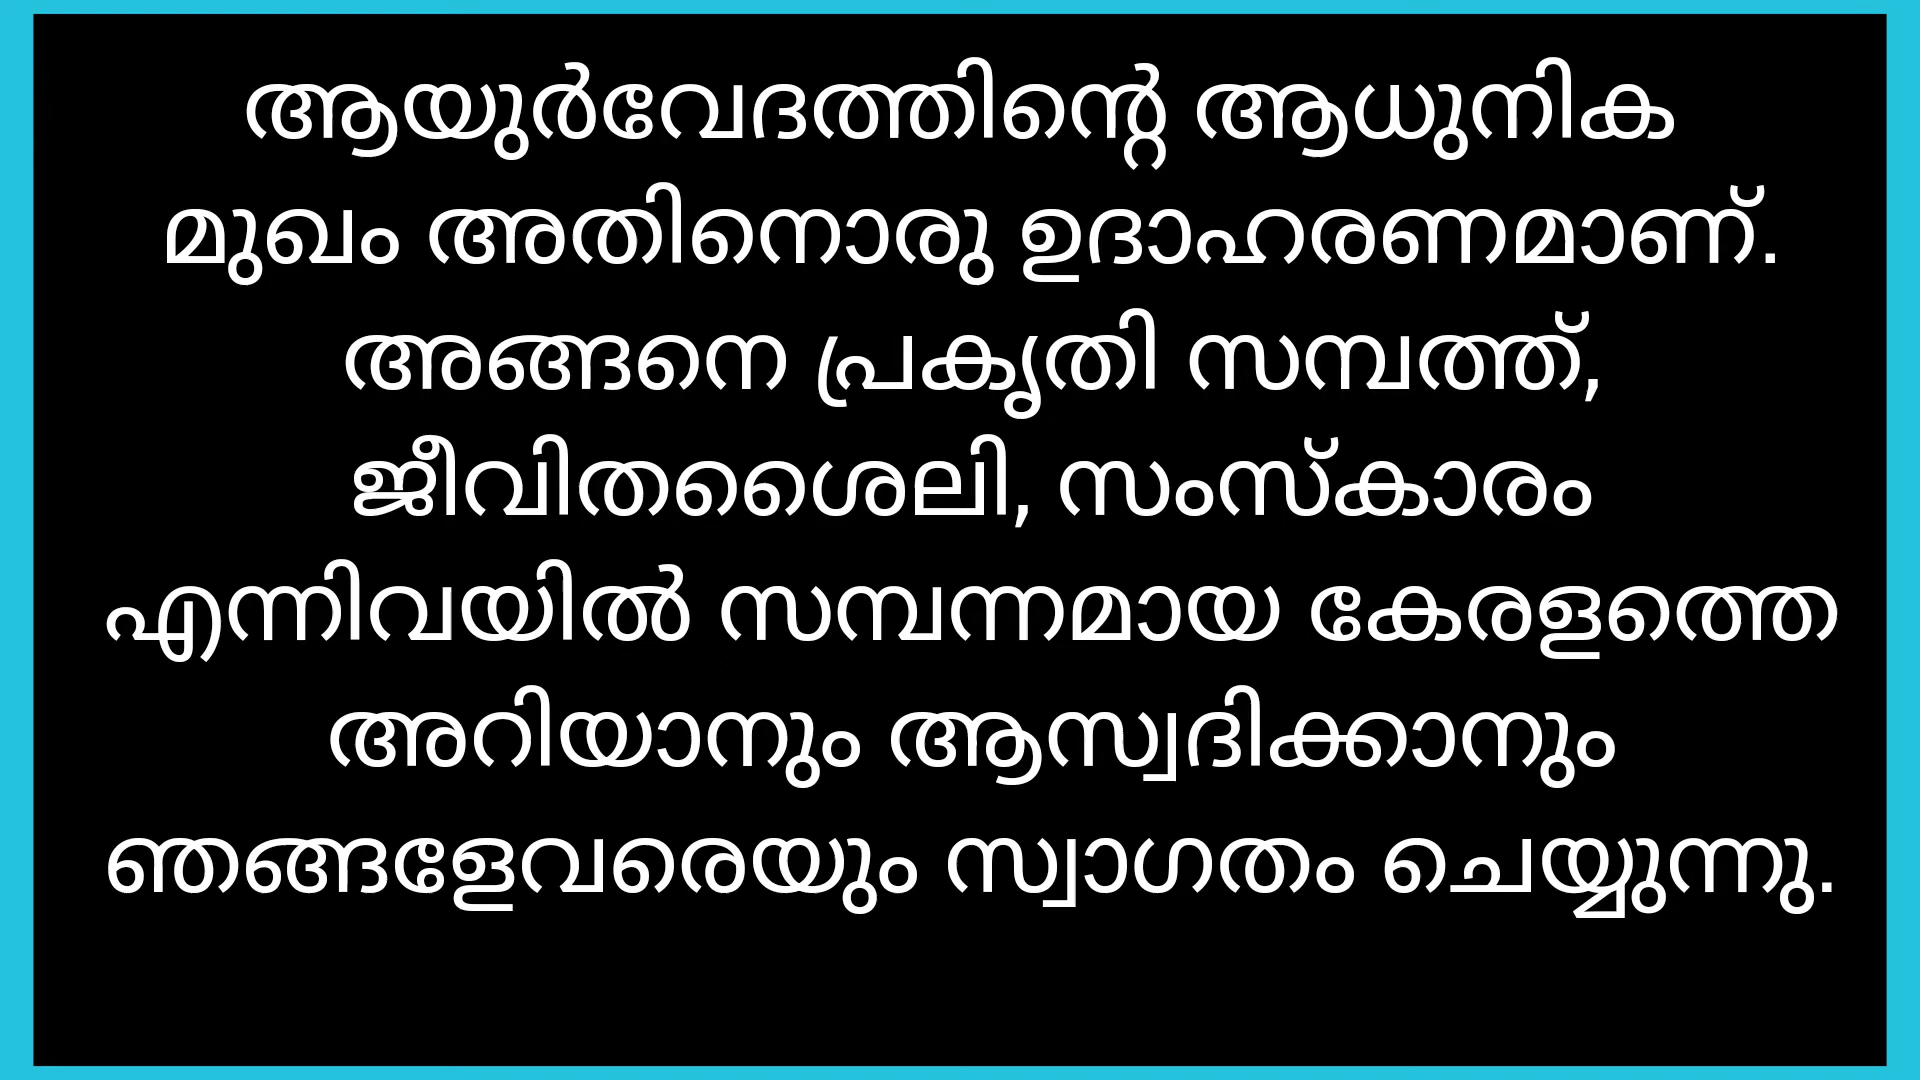 ആയുർവേദത്തിന്റെ ആധുനിക
മുഖം അതിനൊരു ഉദാഹരണമാണ്.
അങ്ങനെ പ്രകൃതി സമ്പത്ത്,
ജീവിതശൈലി, സംസ്കാരം
എന്നിവയിൽ സമ്പന്നമായ കേരളത്തെ
അറിയാനും ആസ്വദിക്കാനും
ഞങ്ങളേവരെയും സ്വാഗതം ചെയ്യുന്നു.